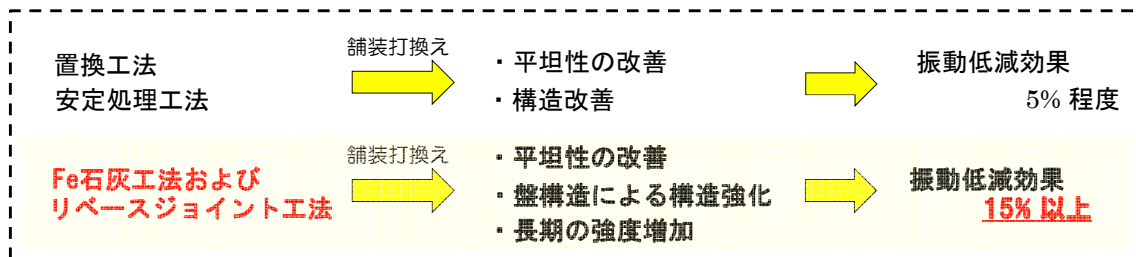 置換工法
安定処理工法
舗装打換え
・平坦性の改善
・構造改善
振動低減効果
5% 程度
Fe石灰工法および
リベースジョイント工法
舗装打換え
・平坦性の改善
・盤構造による構造強化
・長期の強度増加
振動低減効果
15% 以上